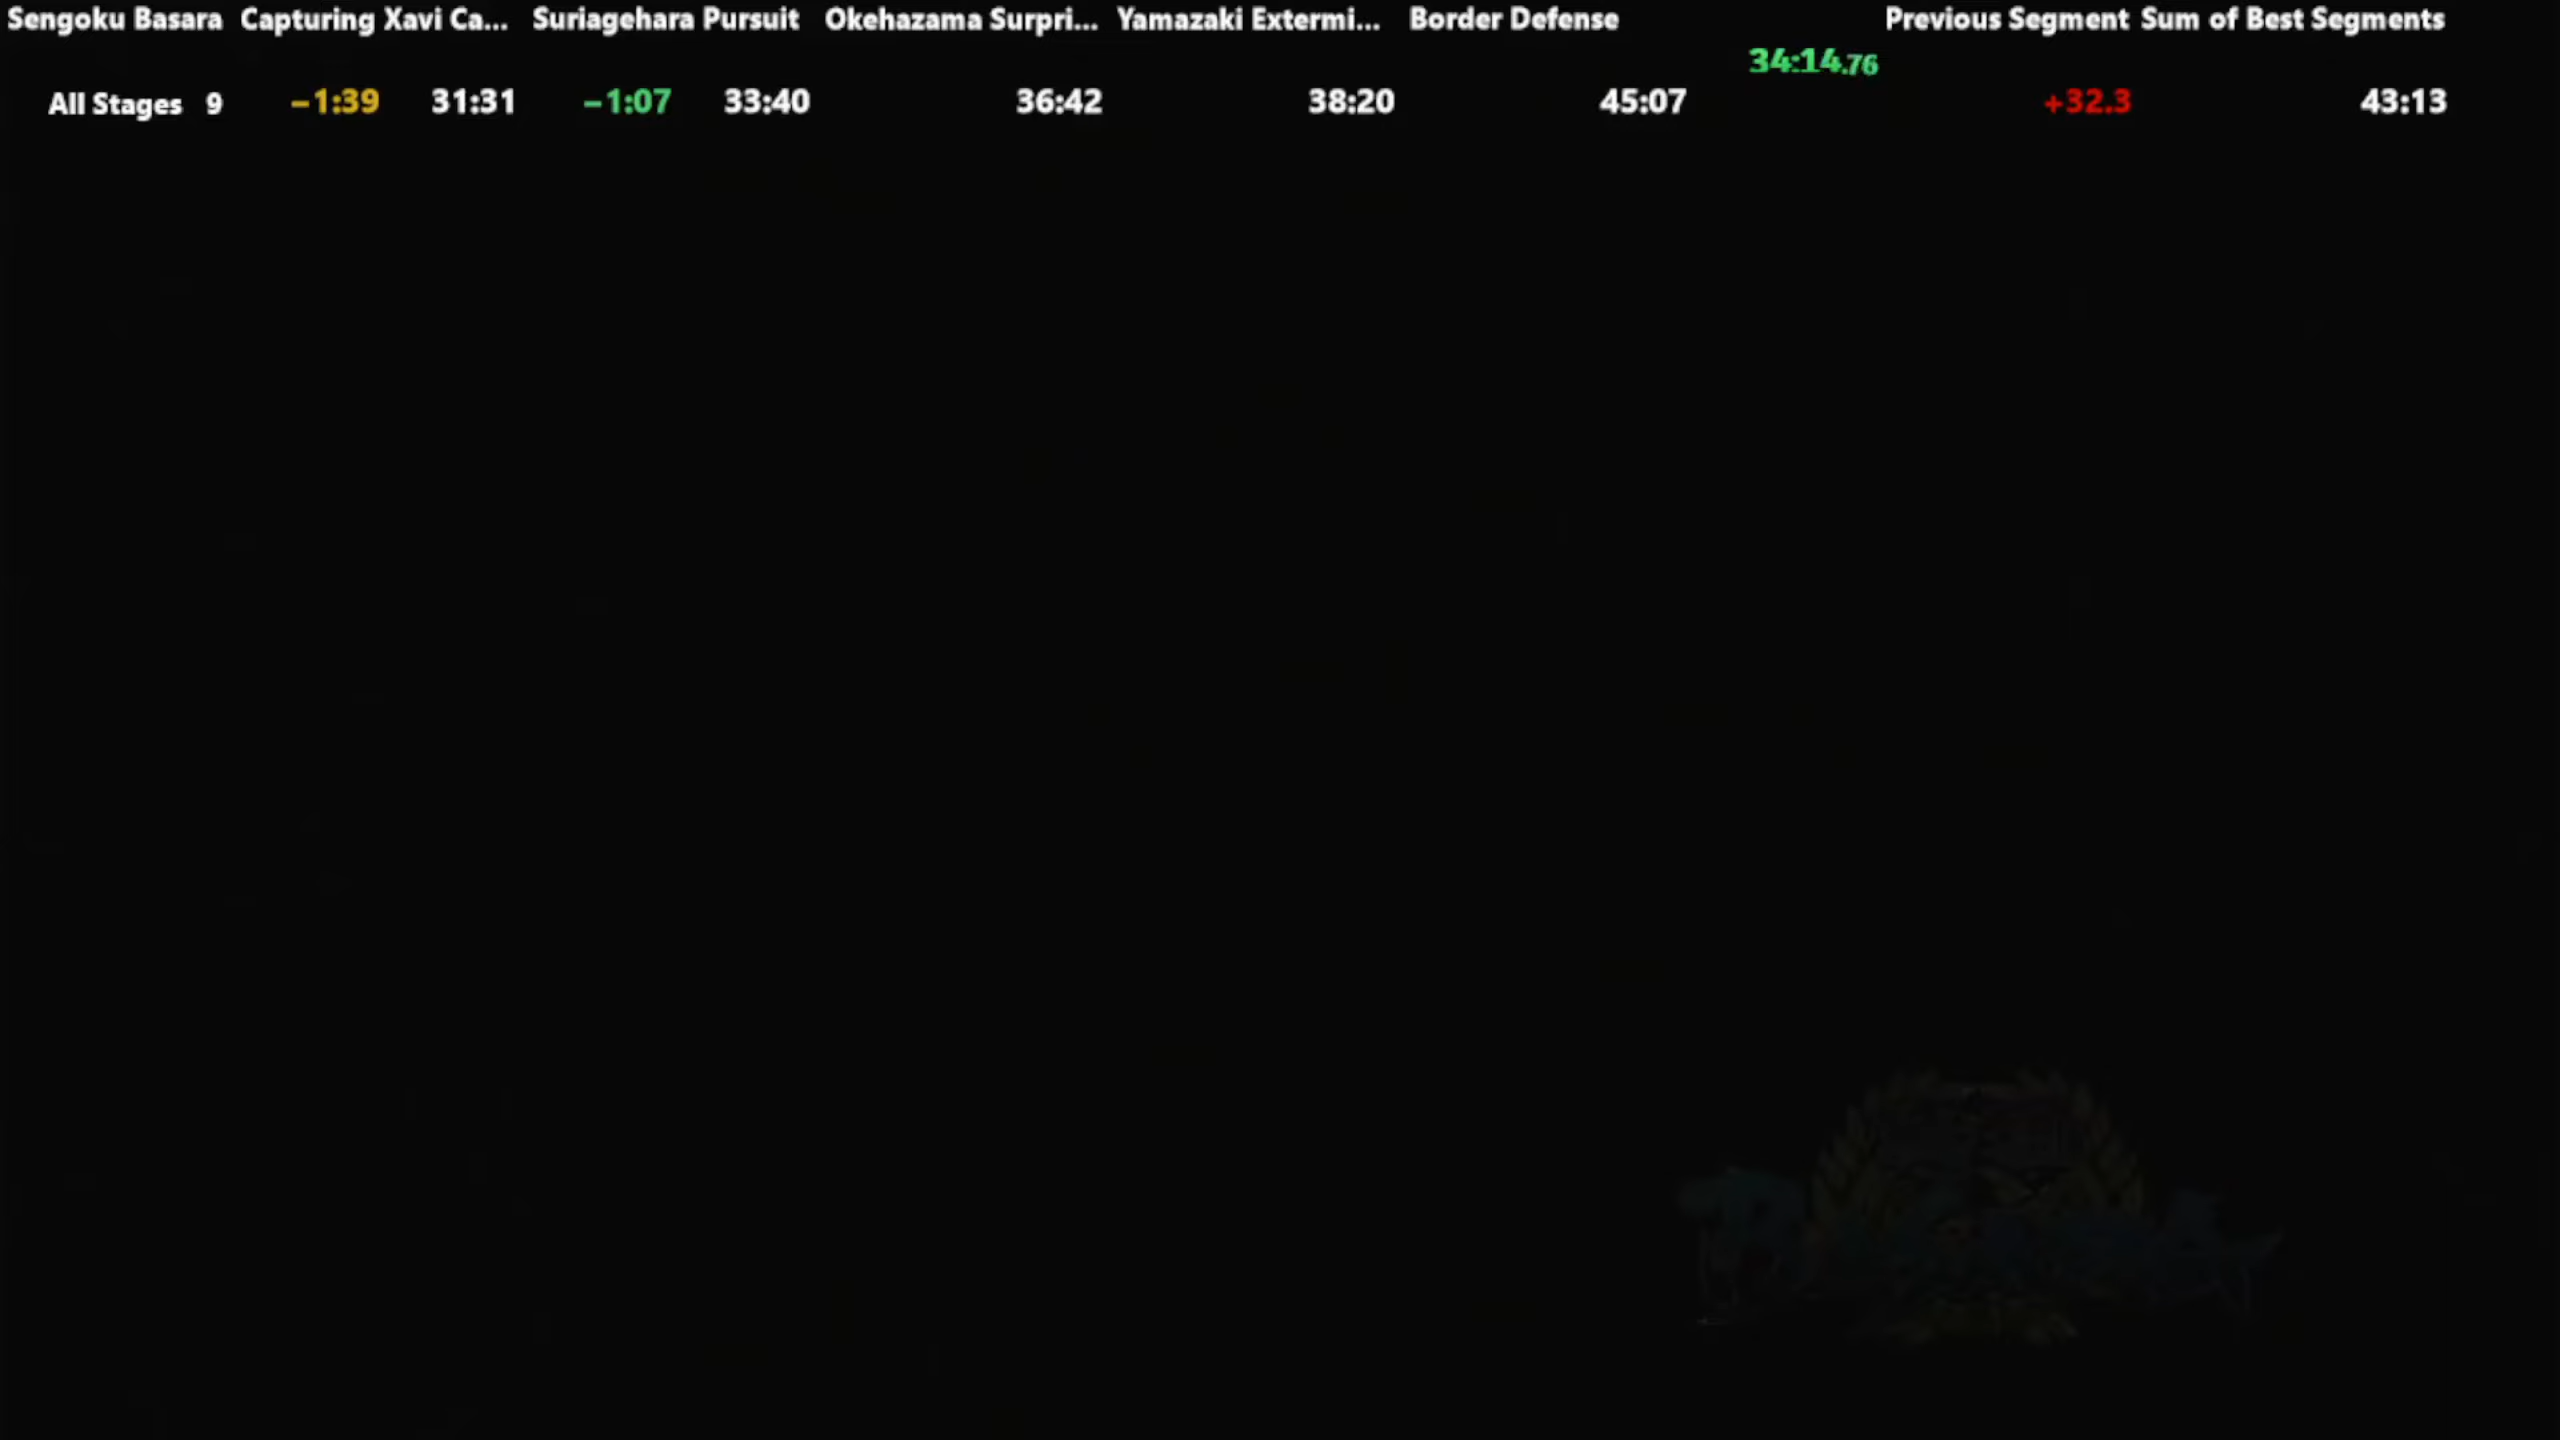 Sengoku Basara Capturing Xavi Ca... Suriagehara Pursuit Okehazama Surpri... Yamazaki Extermi... Border Defense Previous Segment Sum of Best Segments
34:14.76
All Stages 9 −1:39 31:31 −1:07 33:40 36:42 38:20 45:07 +32.3 43:13